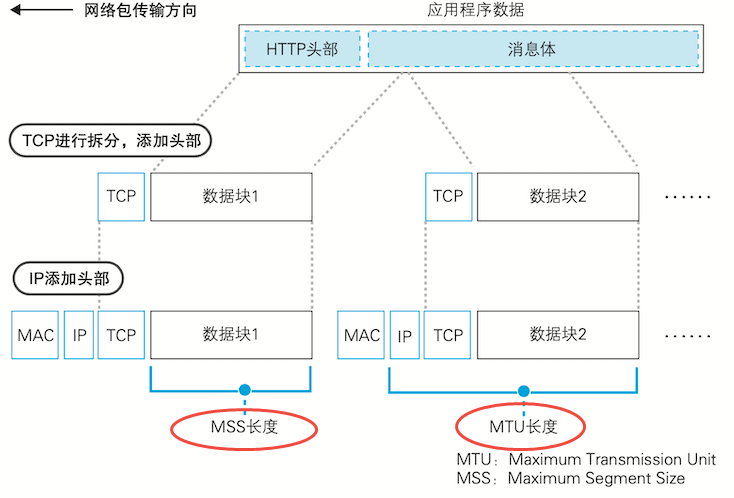 网络包传输方向
应用程序数据
HTTP头部 消息体
TCP进行拆分，添加头部
TCP 数据块1 TCP 数据块2 ……
IP添加头部
MAC IP TCP 数据块1 MAC IP TCP 数据块2 ……
MSS长度 MTU长度
MTU：Maximum Transmission Unit
MSS：Maximum Segment Size